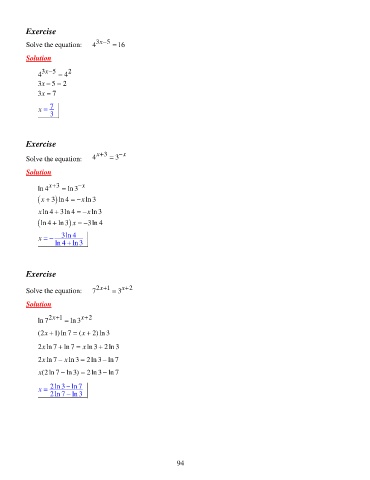 Exercise
Solve the equation: 4^{3x−5} = 16
Solution
4^{3x−5} = 4^2
3x − 5 = 2
3x = 7
x = 7/3
Exercise
Solve the equation: 4^{x+3} = 3^{−x}
Solution
ln 4^{x+3} = ln 3^{−x}
(x + 3) ln 4 = −x ln 3
x ln 4 + 3 ln 4 = −x ln 3
(ln 4 + ln 3) x = −3 ln 4
x = − 3 ln 4 / ln 4 + ln 3
Exercise
Solve the equation: 7^{2x+1} = 3^{x+2}
Solution
ln 7^{2x+1} = ln 3^{x+2}
(2x + 1) ln 7 = (x + 2) ln 3
2x ln 7 + ln 7 = x ln 3 + 2 ln 3
2x ln 7 − x ln 3 = 2 ln 3 − ln 7
x(2 ln 7 − ln 3) = 2 ln 3 − ln 7
x = 2 ln 3 − ln 7 / 2 ln 7 − ln 3
94